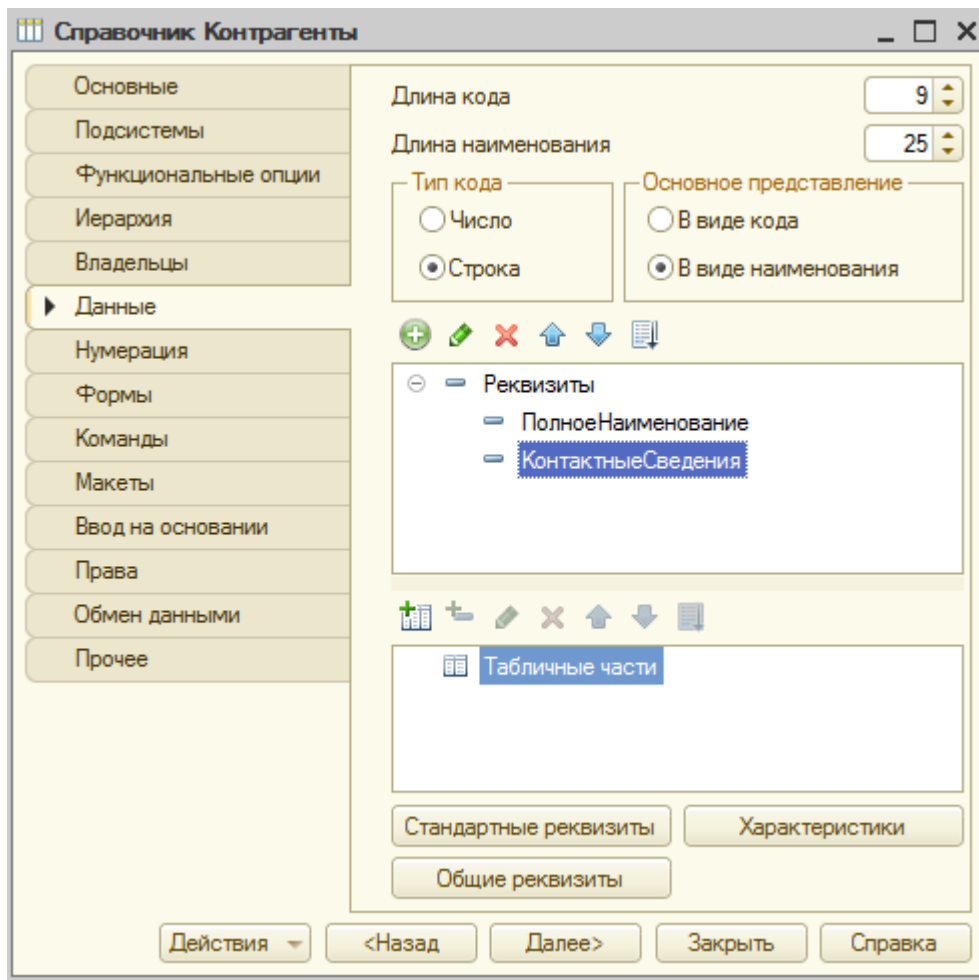 Справочник Контрагенты
Основные
Подсистемы
Функциональные опции
Иерархия
Владельцы
Данные
Нумерация
Формы
Команды
Макеты
Ввод на основании
Права
Обмен данными
Прочее
Длина кода 9
Длина наименования 25
Тип кода
Число
Строка
Основное представление
В виде кода
В виде наименования
Реквизиты
ПолноеНаименование
КонтактныеСведения
Табличные части
Стандартные реквизиты
Характеристики
Общие реквизиты
Действия <Назад Далее> Закрыть Справка